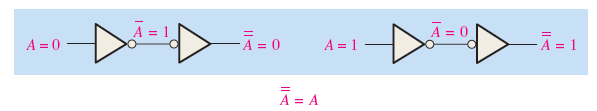 A = 0 A̅ = 1 A̿ = 0 A = 1 A̅ = 0 A̿ = 1
A̿ = A